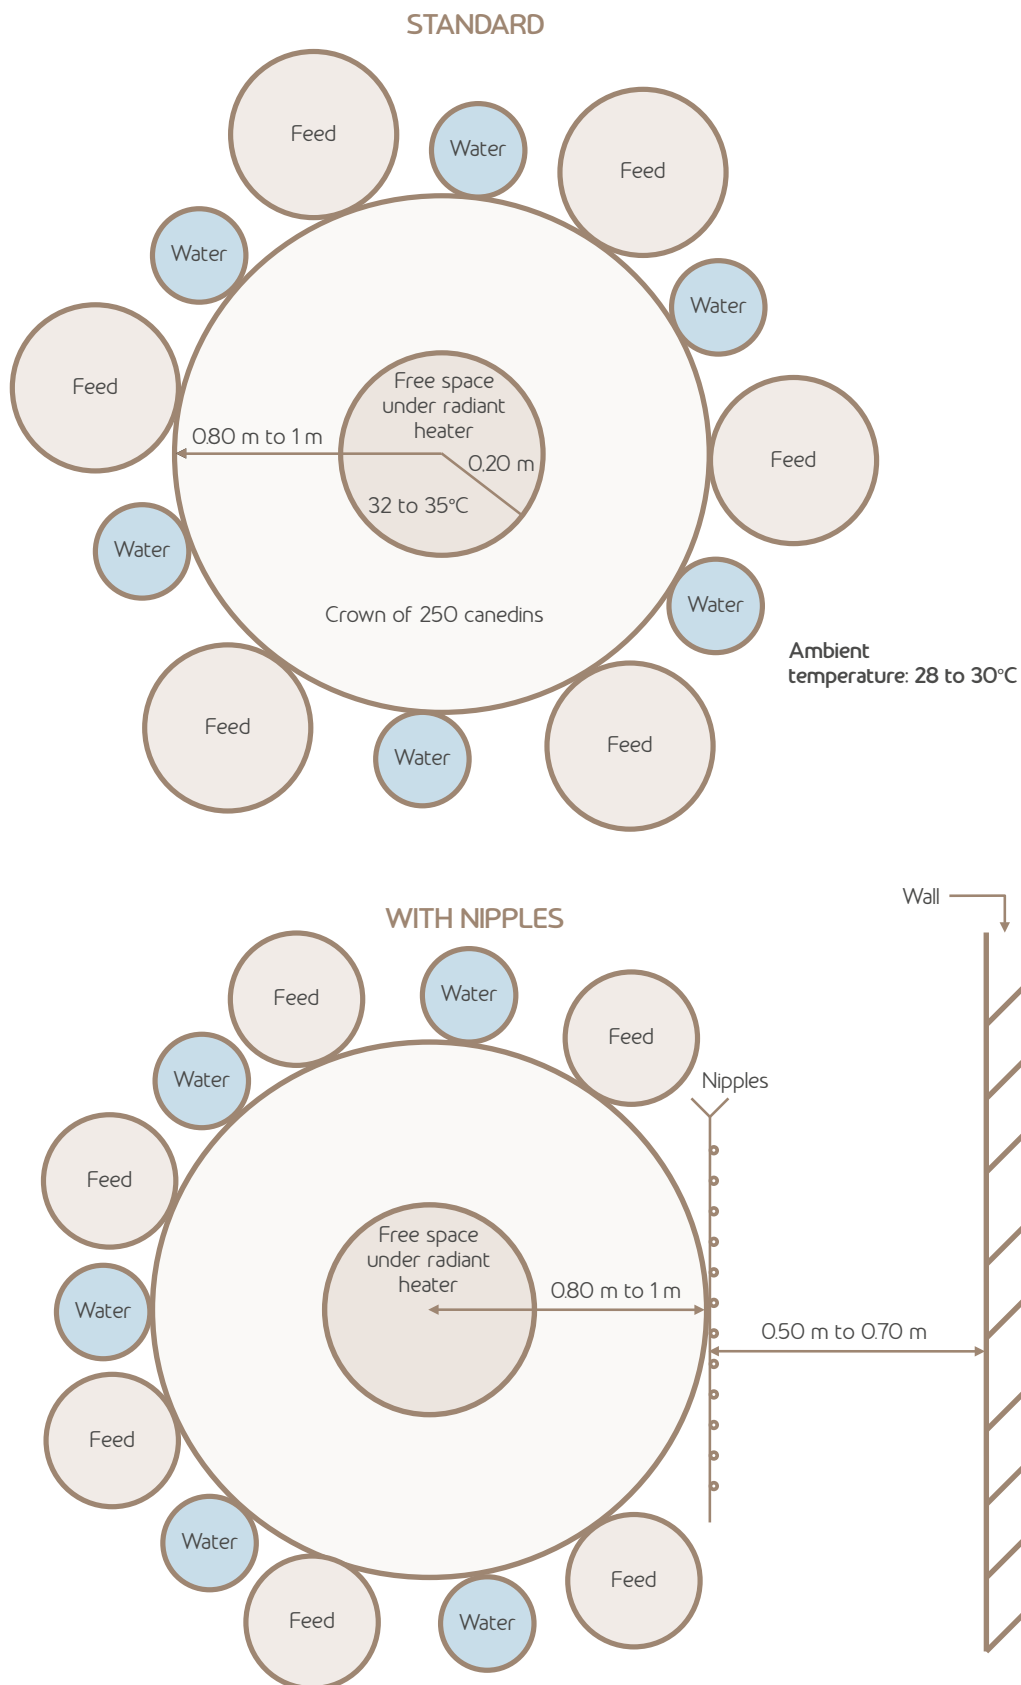 STANDARD
Feed
Water
Feed
Water
Water
Feed
Free space
under radiant
heater
Feed
0.80 m to 1 m
0.20 m
Feed
32 to 35°C
Water
Water
Crown of 250 canedins
Ambient
temperature: 28 to 30°C
Feed
Feed
Water
Wall
WITH NIPPLES
Feed
Water
Feed
Water
Nipples
Feed
Free space
under radiant
heater
0.80 m to 1 m
Water
0.50 m to 0.70 m
Feed
Water
Feed
Feed
Water